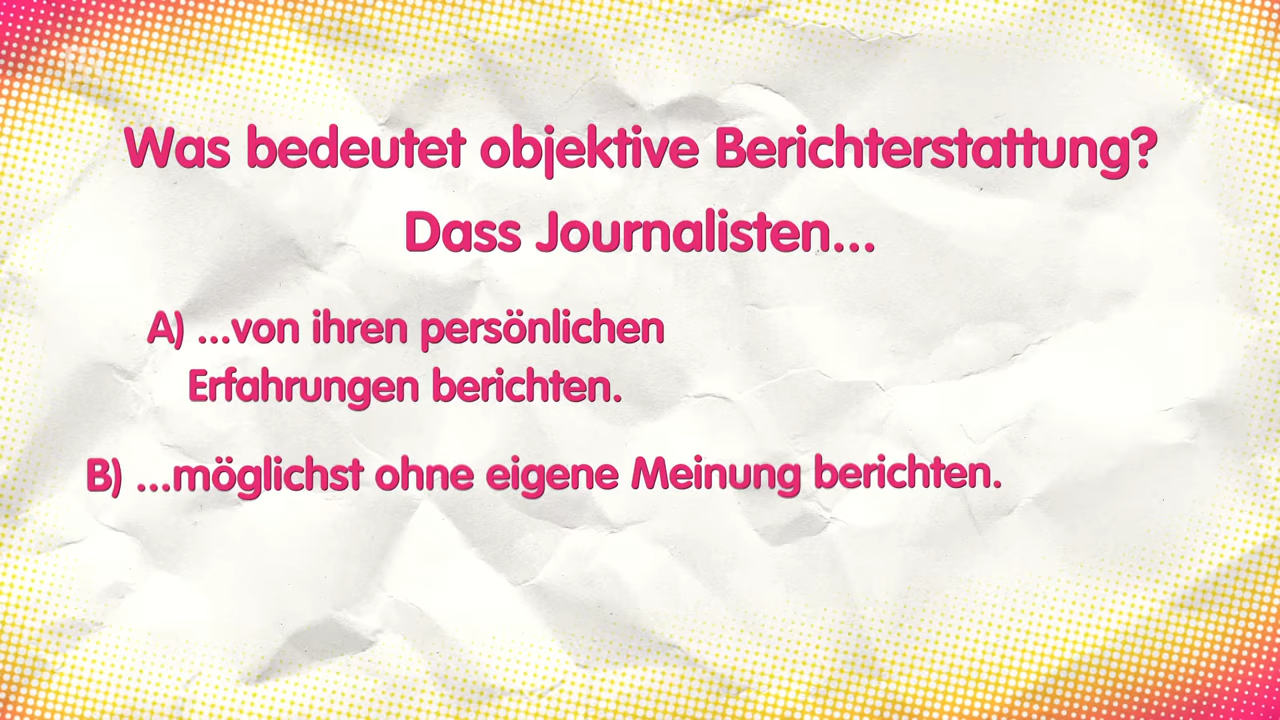 Was bedeutet objektive Berichterstattung?
Dass Journalisten...
A) ...von ihren persönlichen
Erfahrungen berichten.
B) ...möglichst ohne eigene Meinung berichten.